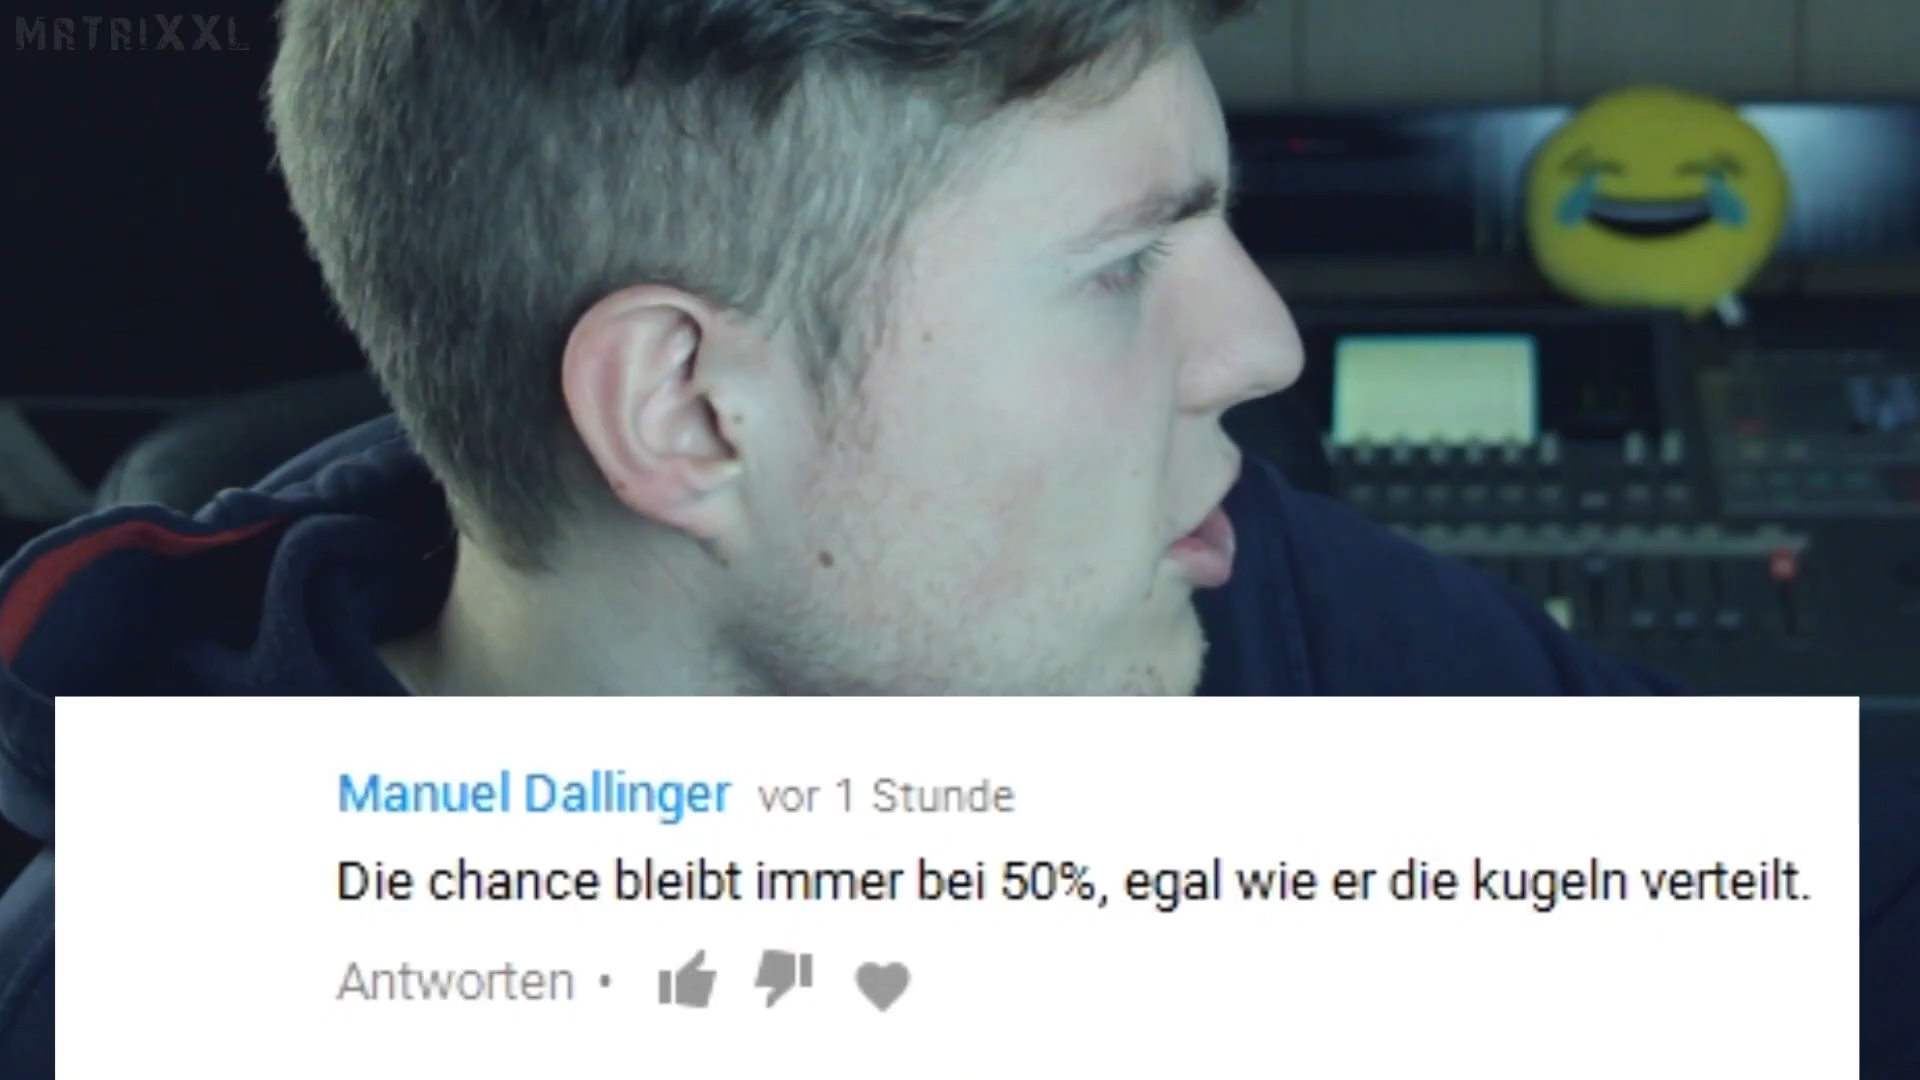 MRTRIXXL
Manuel Dallinger vor 1 Stunde
Die chance bleibt immer bei 50%, egal wie er die kugeln verteilt.
Antworten •